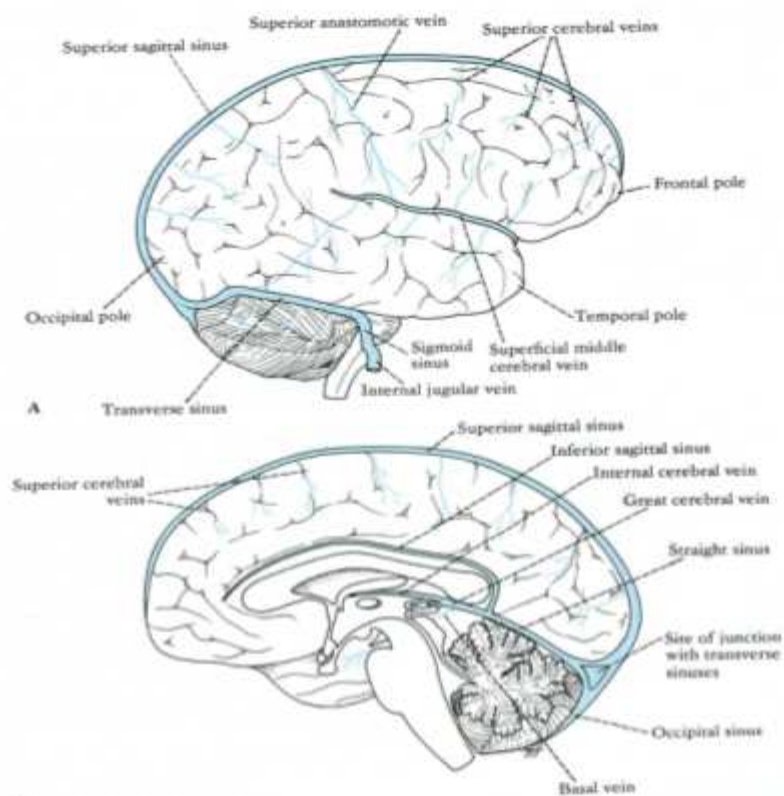 Superior anastomotic vein
Superior cerebral veins
Superior sagittal sinus
Frontal pole
Occipital pole
Temporal pole
Sigmoid
sinus
Superficial middle
cerebral vein
Internal jugular vein
A
Transverse sinus
Superior sagittal sinus
Inferior sagittal sinus
Internal cerebral vein
Superior cerebral
veins
Great cerebral vein
Straight sinus
Site of junction
with transverse
sinuses
Occipital sinus
Basal vein